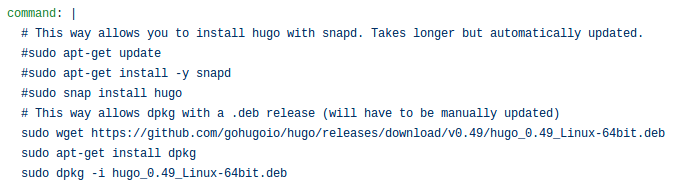 command: |
# This way allows you to install hugo with snapd. Takes longer but automatically updated.
#sudo apt-get update
#sudo apt-get install -y snapd
#sudo snap install hugo
# This way allows dpkg with a .deb release (will have to be manually updated)
sudo wget https://github.com/gohugoio/hugo/releases/download/v0.49/hugo_0.49_Linux-64bit.deb
sudo apt-get install dpkg
sudo dpkg -i hugo_0.49_Linux-64bit.deb